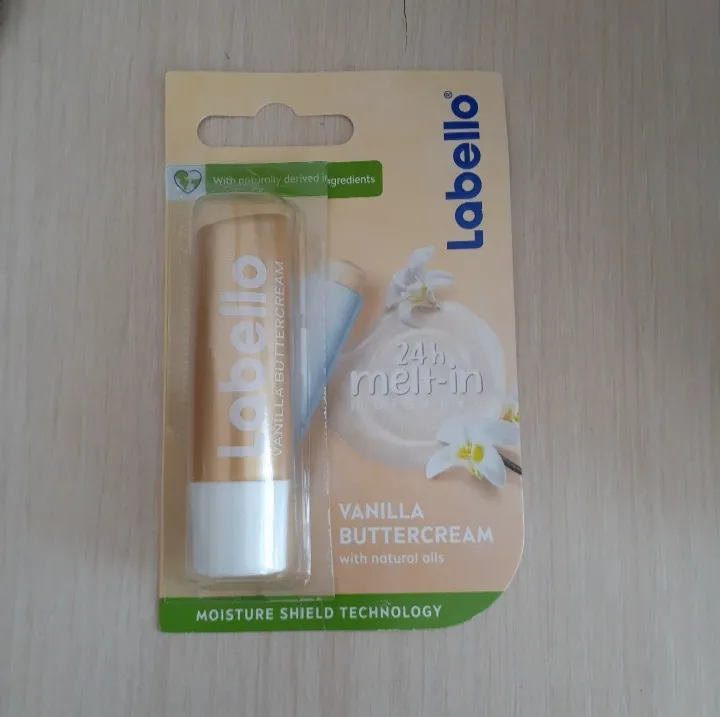 Labello®
With naturally derived ingredients
Labello
VANILLA BUTTERCREAM
24h
melt-in
VANILLA
BUTTERCREAM
with natural oils
MOISTURE SHIELD TECHNOLOGY